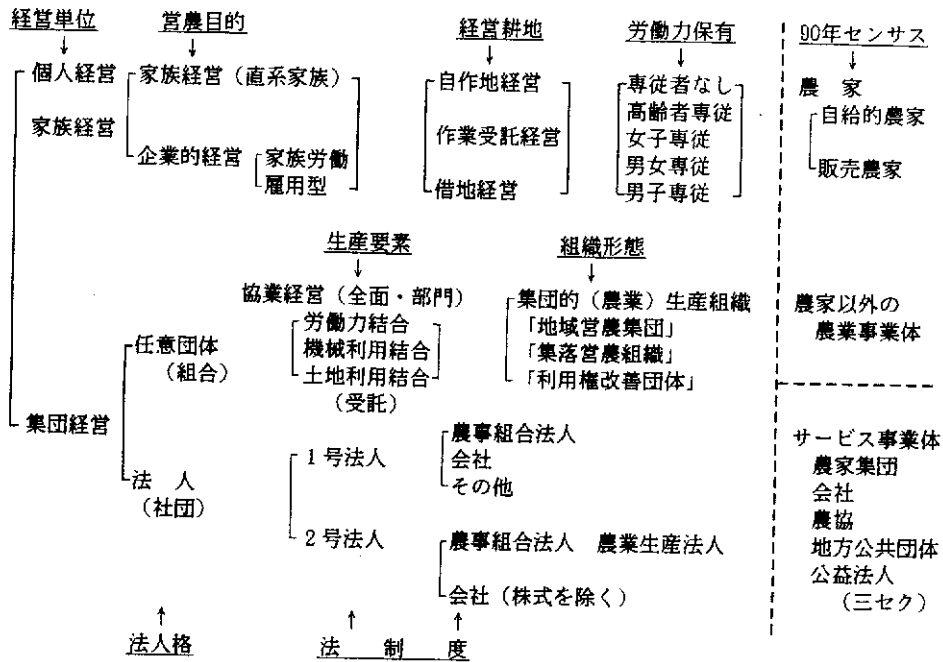 経営単位 営農目的 経営耕地 労働力保有 90年センサス
↓ ↓ ↓ ↓ ↓
個人経営 家族経営（直系家族） 自作地経営 専従者なし 農　家
高齢者専従 自給的農家
家族経営 作業受託経営 女子専従
企業的経営 家族労働 男女専従 販売農家
雇用型 借地経営 男子専従
生産要素 組織形態
↓ ↓
協業経営（全面・部門） 集団的（農業）生産組織 農家以外の
労働力結合 「地域営農集団」 農業事業体
任意団体 機械利用結合 「集落営農組織」
（組合） 土地利用結合 「利用権改善団体」
（受託）
集団経営 農事組合法人 サービス事業体
1号法人 会社 農家集団
法　人 その他 会社
（社団） 農協
2号法人 農事組合法人　農業生産法人 地方公共団体
公益法人
会社（株式を除く） （三セク）
↑ ↑ ↑
法人格 法　制　度